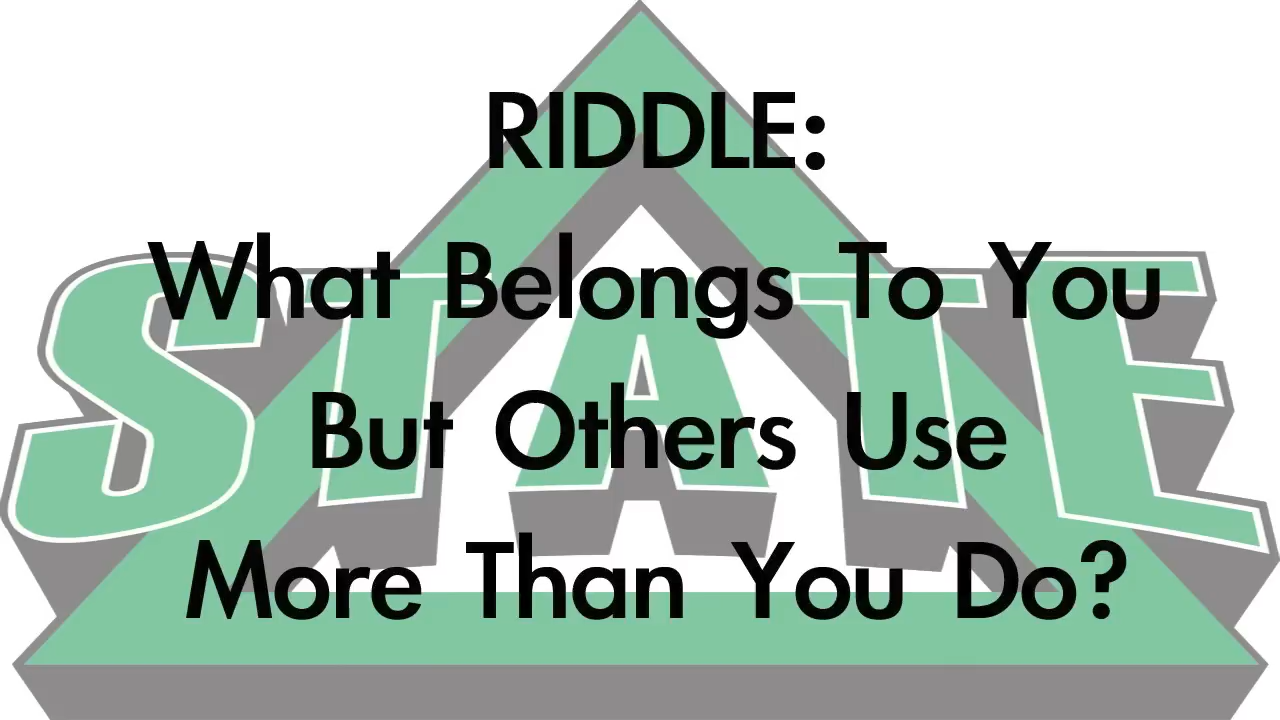 RIDDLE:
What Belongs To You
STATE
But Others Use
More Than You Do?